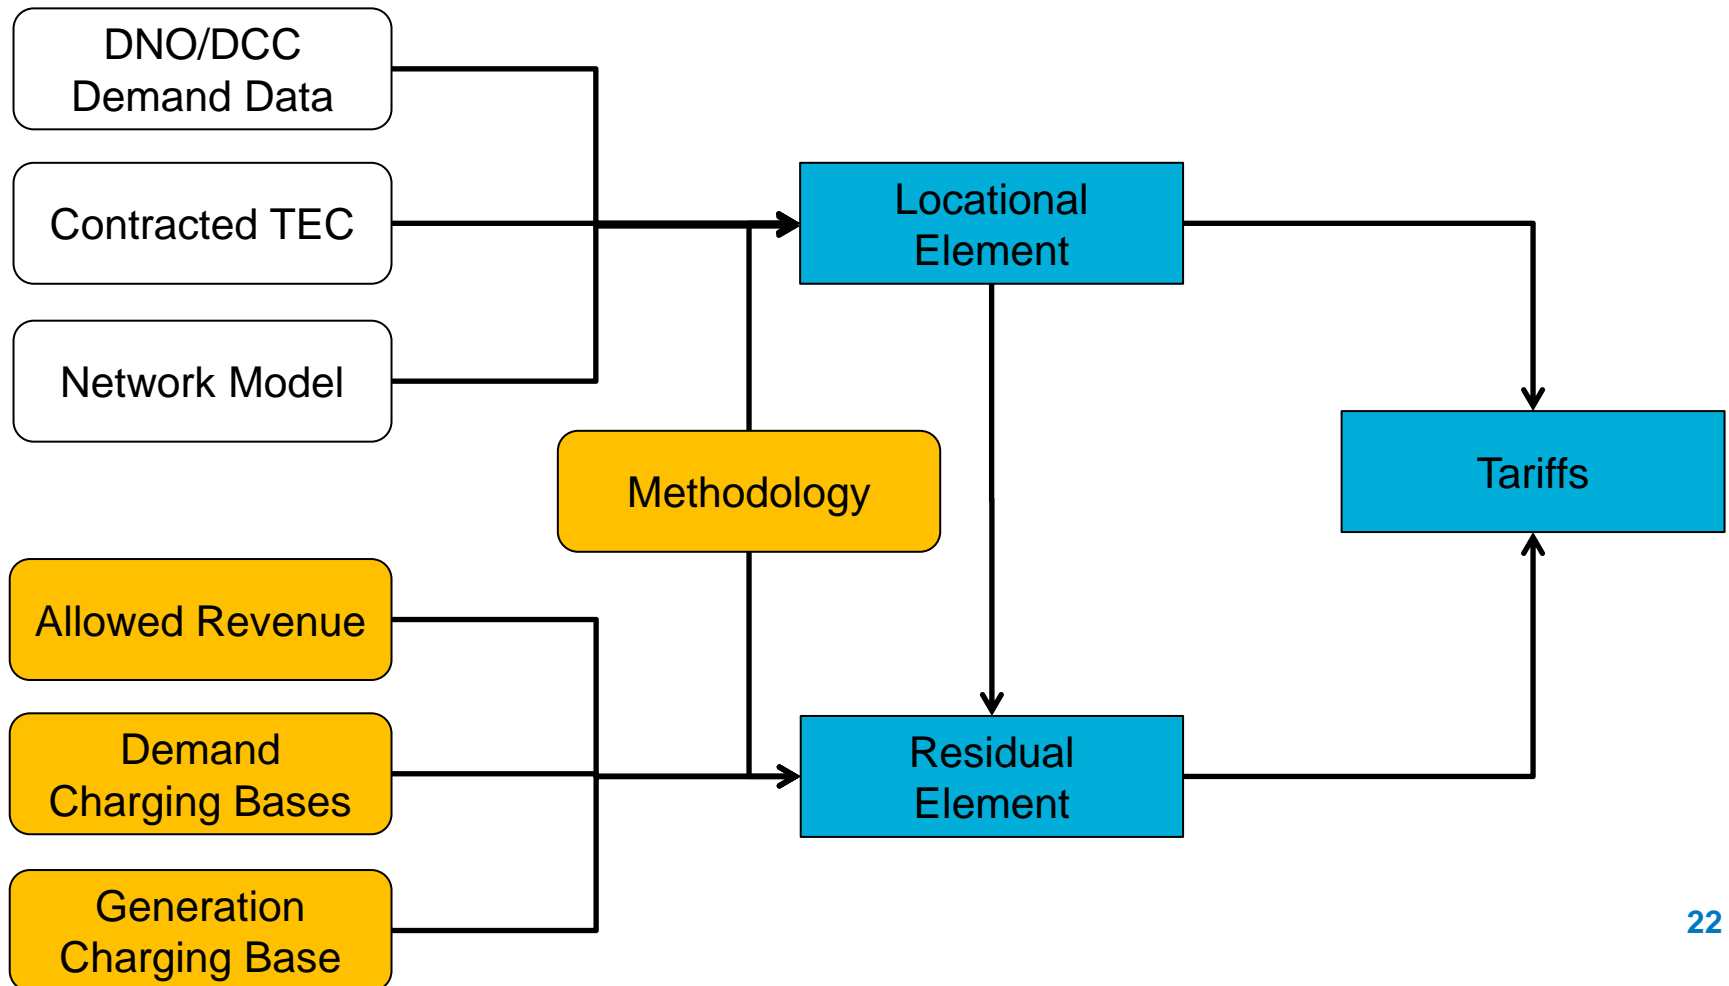 DNO/DCC
Demand Data
Contracted TEC
Network Model
Locational
Element
Methodology
Tariffs
Allowed Revenue
Demand
Charging Bases
Generation
Charging Base
Residual
Element
22